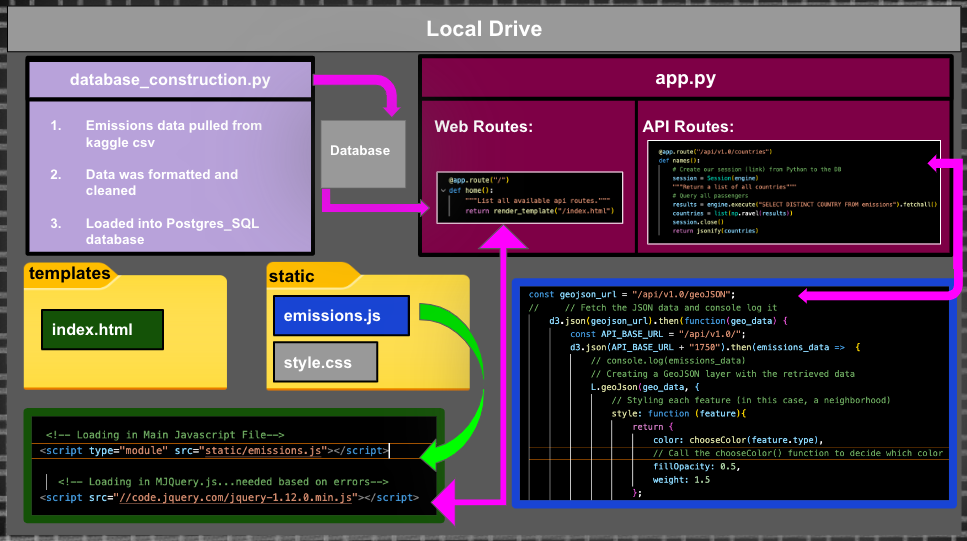 Local Drive
database_construction.py
1. Emissions data pulled from
kaggle csv
2. Data was formatted and
cleaned
3. Loaded into Postgres_SQL
database
Database
app.py
Web Routes:
@app.route("/")
def home():
"""List all available api routes."""
return render_template("/index.html")
API Routes:
@app.route("/api/v1.0/countries")
def names():
# Create our session (link) from Python to the DB
session = Session(engine)
"""Return a list of all countries"""
# Query all passengers
results = engine.execute("SELECT DISTINCT COUNTRY FROM emissions").fetchall()
countries = list(np.ravel(results))
session.close()
return jsonify(countries)
templates
index.html
static
emissions.js
style.css
const geojson_url = "/api/v1.0/geoJSON";
// // Fetch the JSON data and console log it
d3.json(geojson_url).then(function(geo_data) {
const API_BASE_URL = "/api/v1.0/";
d3.json(API_BASE_URL + "1750").then(emissions_data => {
// console.log(emissions_data)
// Creating a GeoJSON layer with the retrieved data
L.geoJson(geo_data, {
// Styling each feature (in this case, a neighborhood)
style: function (feature){
return {
color: chooseColor(feature.type),
// Call the chooseColor() function to decide which color
fillOpacity: 0.5,
weight: 1.5
};
<!-- Loading in Main Javascript File-->
<script type="module" src="static/emissions.js"></script>
<!-- Loading in MJQuery.js...needed based on errors-->
<script src="//code.jquery.com/jquery-1.12.0.min.js"></script>